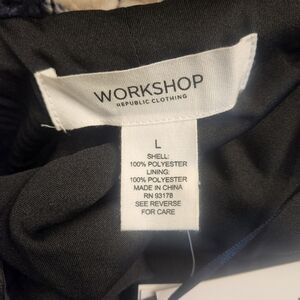 WORKSHOP
REPUBLIC CLOTHING
L
SHELL:
100% POLYESTER
LINING:
100% POLYESTER
MADE IN CHINA
RN 93178
SEE REVERSE
FOR CARE